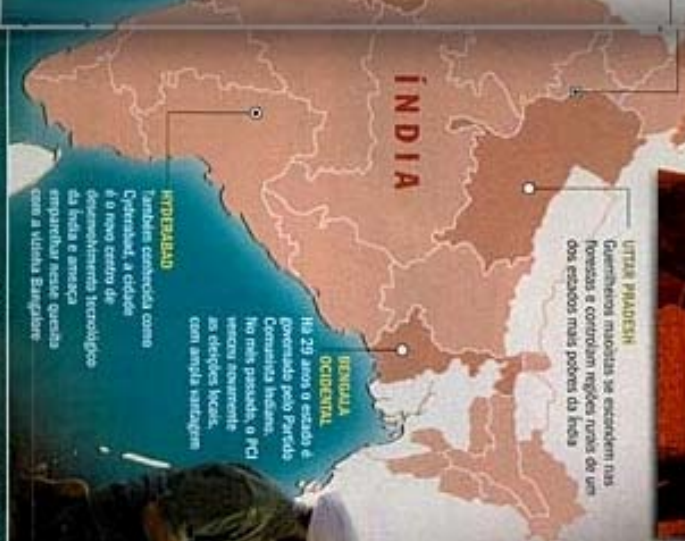 ÍNDIA
UTTAR PRADESH
Guerrilheiros maoístas se escondem nas
florestas e controlam regiões rurais de um
dos estados mais pobres da Índia
BENGALA
OCIDENTAL
Há 29 anos o estado é
governado pelo Partido
Comunista Indiano.
No mês passado, o PCI
venceu novamente
as eleições locais,
com ampla vantagem
HYDERABAD
Também conhecida como
Cyderabad, a cidade
é o novo centro de
desenvolvimento tecnológico
da Índia e ameaça
emparelhar nesse quesito
com a vizinha Bangalore